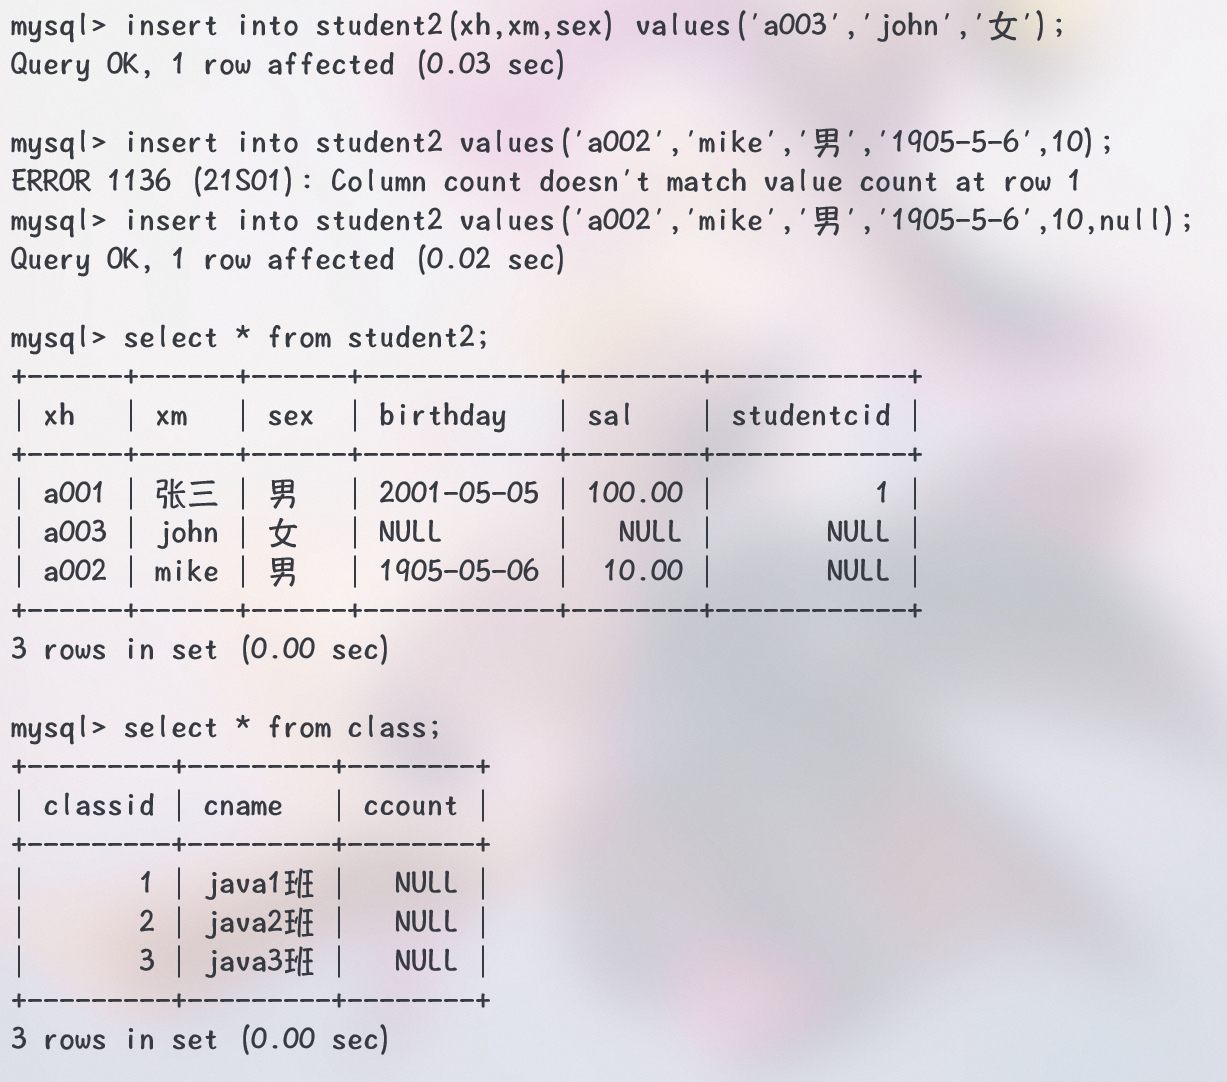 mysql> insert into student2(xh,xm,sex) values('a003','john','女');
Query OK, 1 row affected (0.03 sec)
mysql> insert into student2 values('a002','mike','男','1905-5-6',10);
ERROR 1136 (21S01): Column count doesn't match value count at row 1
mysql> insert into student2 values('a002','mike','男','1905-5-6',10,null);
Query OK, 1 row affected (0.02 sec)
mysql> select * from student2;
+------+------+------+------------+--------+------------+
| xh | xm | sex | birthday | sal | studentcid |
+------+------+------+------------+--------+------------+
| a001 | 张三 | 男 | 2001-05-05 | 100.00 | 1 |
| a003 | john | 女 | NULL | NULL | NULL |
| a002 | mike | 男 | 1905-05-06 | 10.00 | NULL |
+------+------+------+------------+--------+------------+
3 rows in set (0.00 sec)
mysql> select * from class;
+---------+---------+--------+
| classid | cname | ccount |
+---------+---------+--------+
| 1 | java1班 | NULL |
| 2 | java2班 | NULL |
| 3 | java3班 | NULL |
+---------+---------+--------+
3 rows in set (0.00 sec)